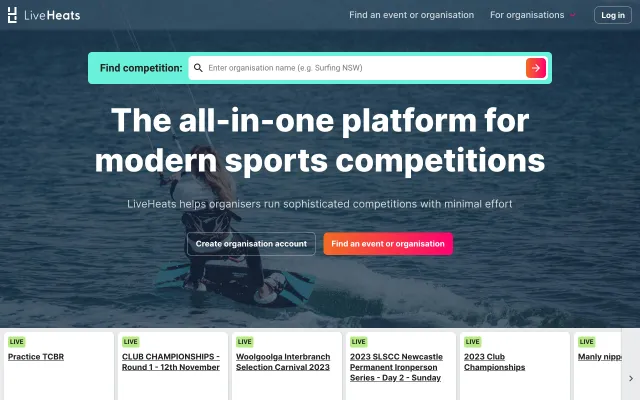 LiveHeats
Find an event or organisation
For organisations
Log in
Find competition:
Enter organisation name (e.g. Surfing NSW)
The all-in-one platform for
modern sports competitions
LiveHeats helps organisers run sophisticated competitions with minimal effort
Create organisation account
Find an event or organisation
LIVE
Practice TCBR
LIVE
CLUB CHAMPIONSHIPS -
Round 1 - 12th November
LIVE
Woolgoolga Interbranch
Selection Carnival 2023
LIVE
2023 SLSCC Newcastle
Permanent Ironperson
Series - Day 2 - Sunday
LIVE
2023 Club
Championships
LIVE
Manly nippe